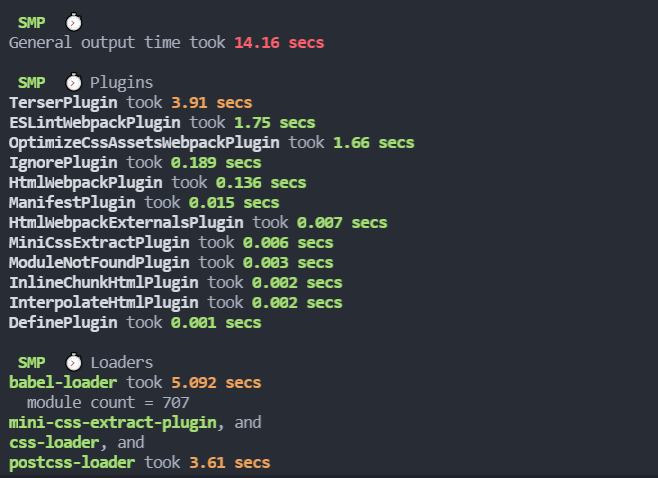 SMP ⏱
General output time took 14.16 secs
SMP ⏱ Plugins
TerserPlugin took 3.91 secs
ESLintWebpackPlugin took 1.75 secs
OptimizeCssAssetsWebpackPlugin took 1.66 secs
IgnorePlugin took 0.189 secs
HtmlWebpackPlugin took 0.136 secs
ManifestPlugin took 0.015 secs
HtmlWebpackExternalsPlugin took 0.007 secs
MiniCssExtractPlugin took 0.006 secs
ModuleNotFoundPlugin took 0.003 secs
InlineChunkHtmlPlugin took 0.002 secs
InterpolateHtmlPlugin took 0.002 secs
DefinePlugin took 0.001 secs
SMP ⏱ Loaders
babel-loader took 5.092 secs
module count = 707
mini-css-extract-plugin, and
css-loader, and
postcss-loader took 3.61 secs